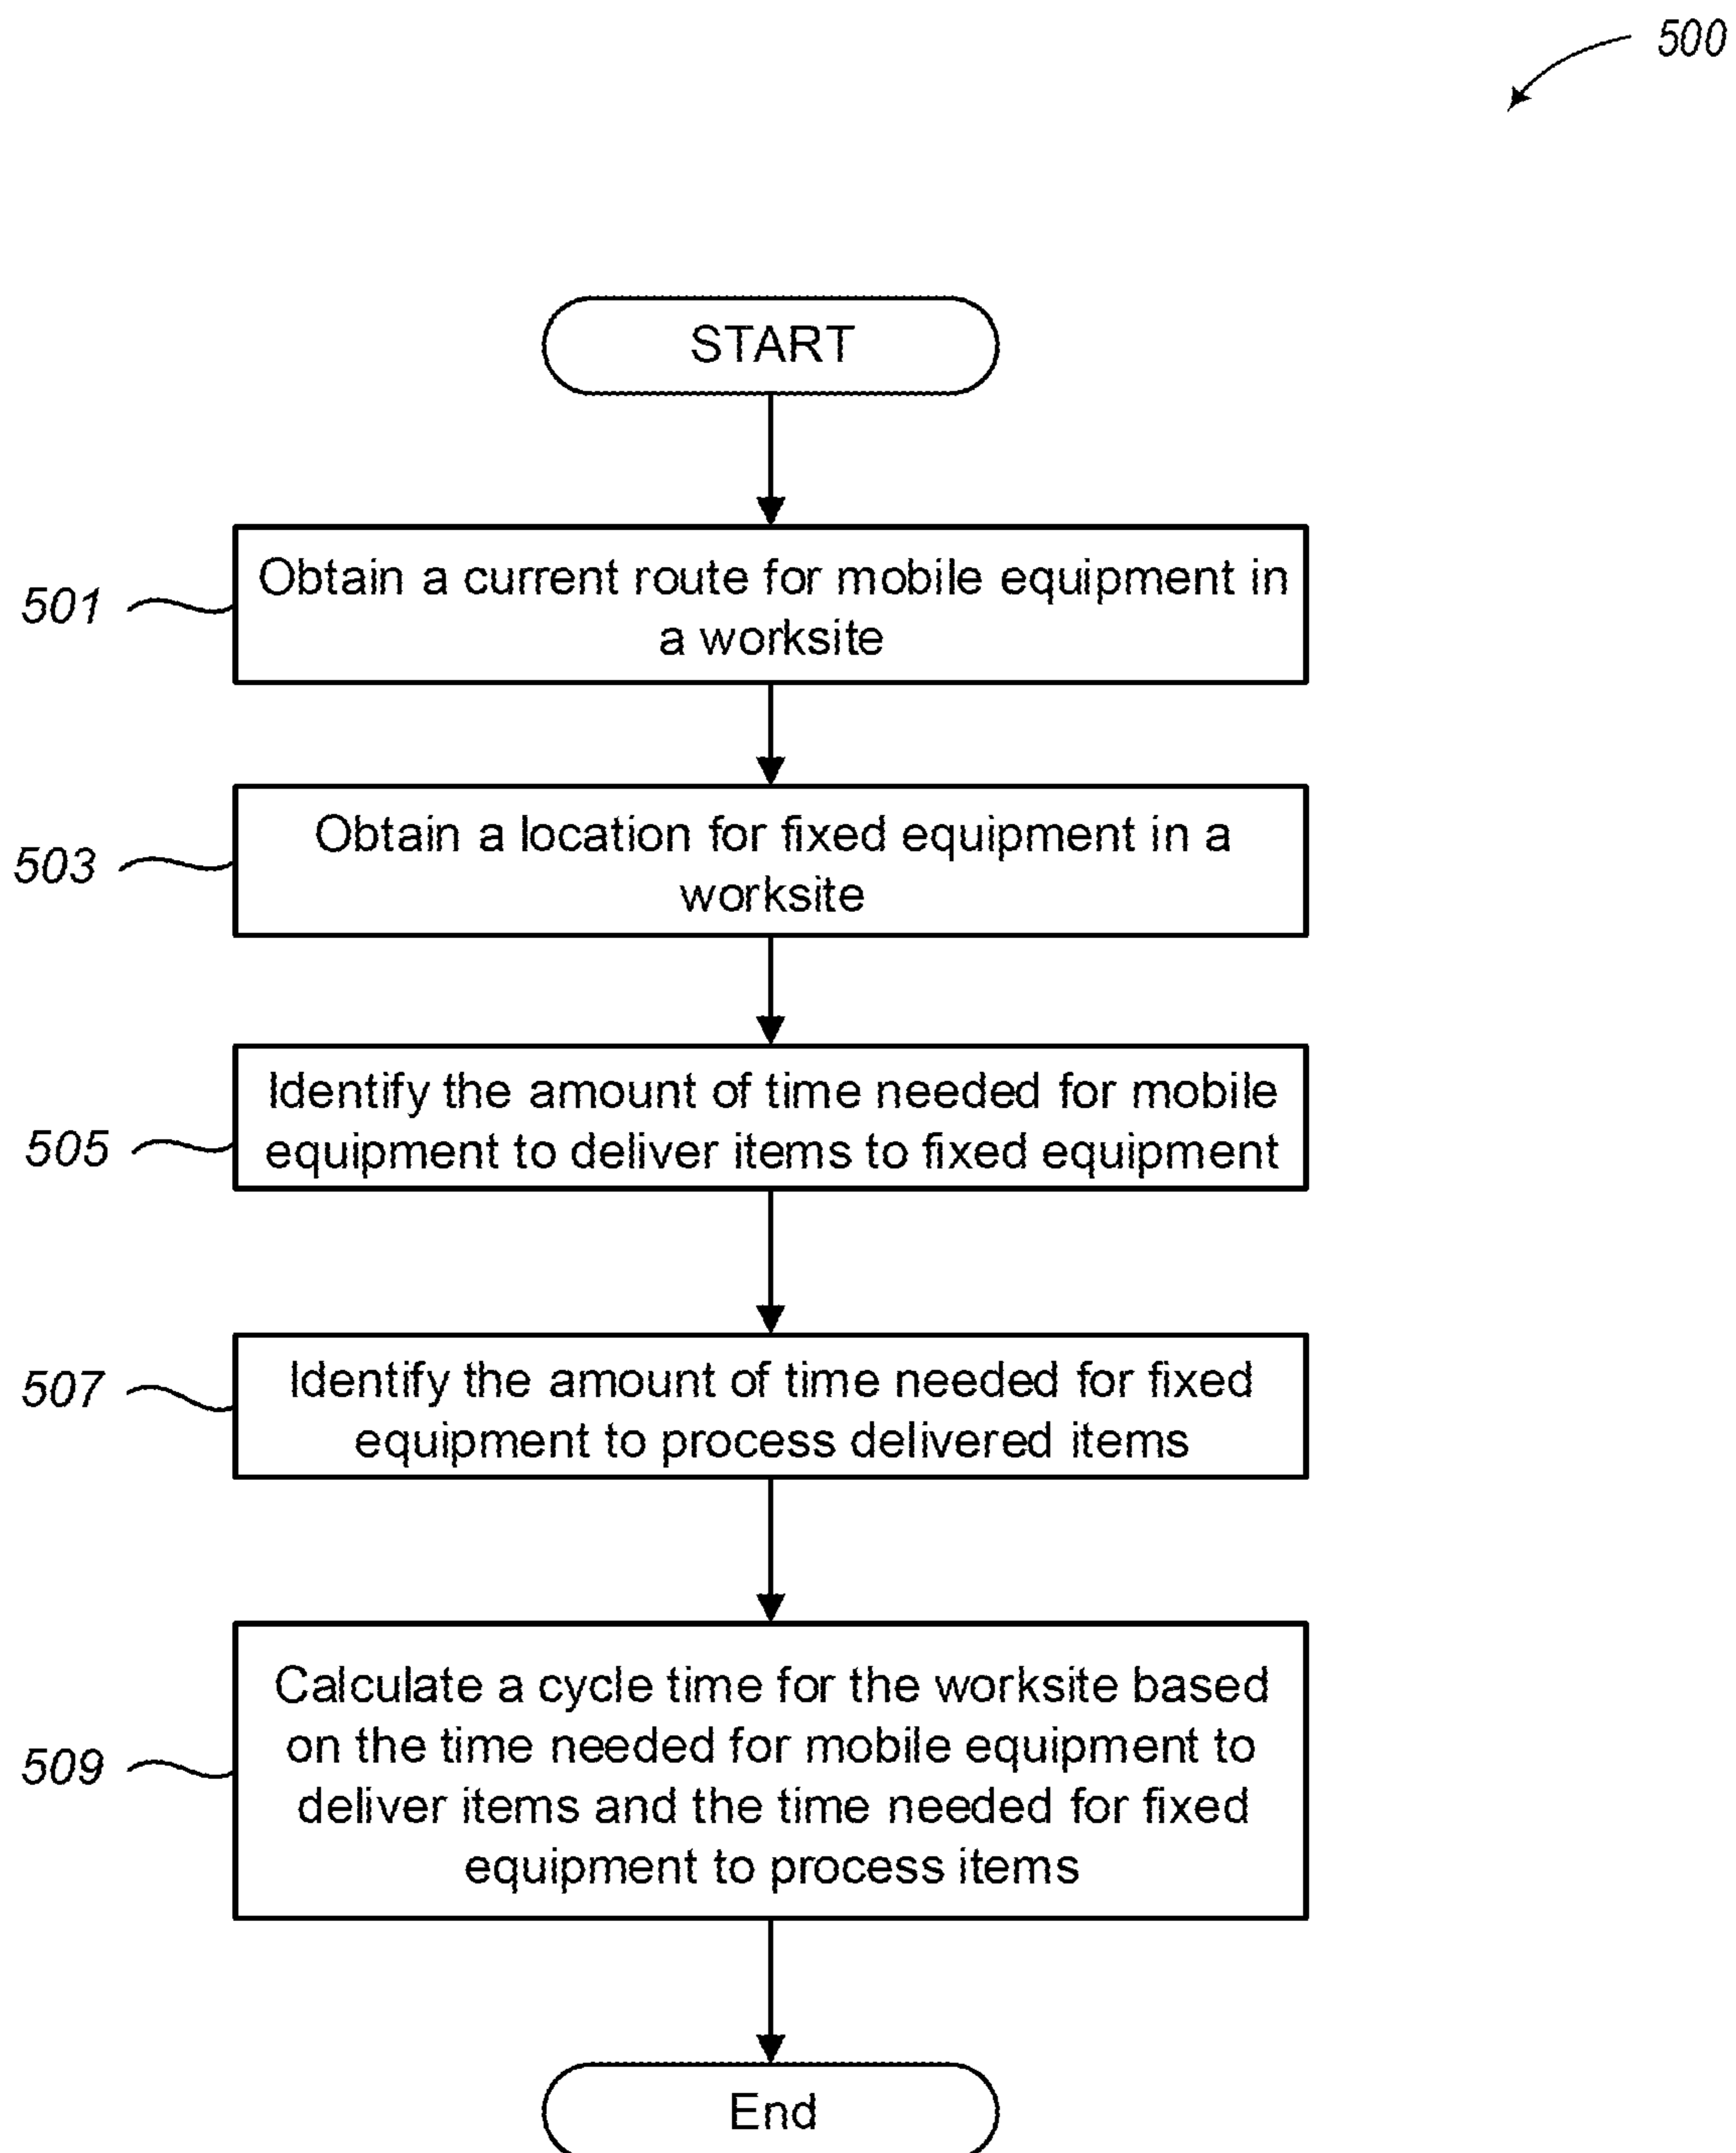 500
START
501
Obtain a current route for mobile equipment in
a worksite
503
Obtain a location for fixed equipment in a
worksite
505
Identify the amount of time needed for mobile
equipment to deliver items to fixed equipment
507
Identify the amount of time needed for fixed
equipment to process delivered items
509
Calculate a cycle time for the worksite based
on the time needed for mobile equipment to
deliver items and the time needed for fixed
equipment to process items
End